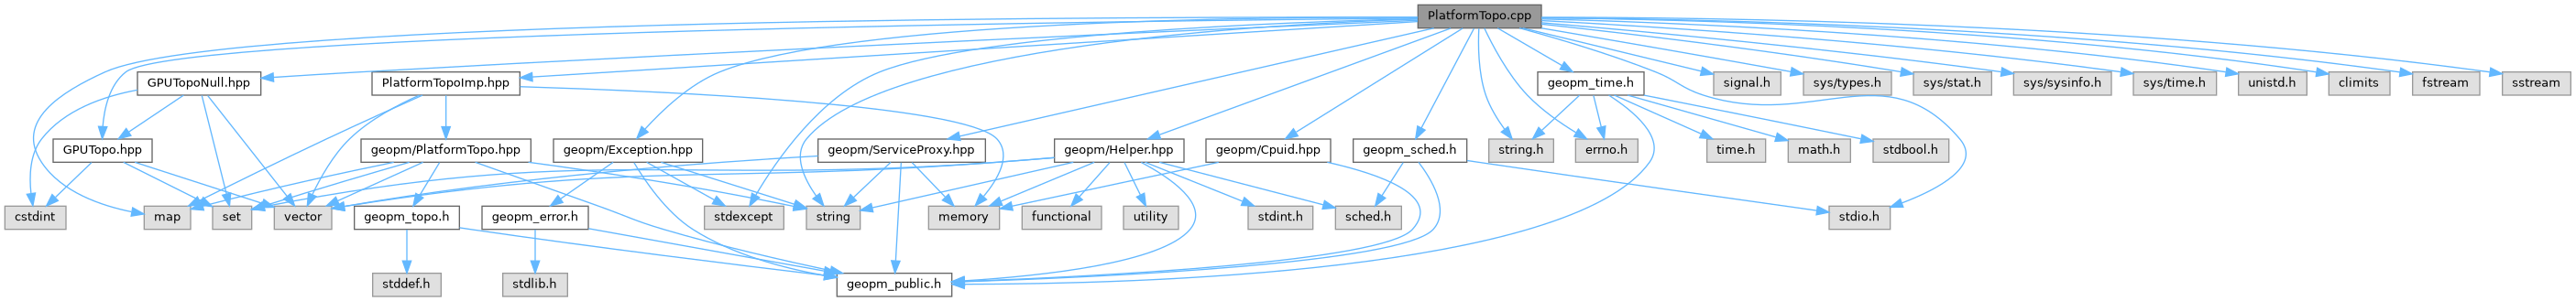 PlatformTopo.cpp
GPUTopoNull.hpp
PlatformTopoImp.hpp
geopm_time.h
signal.h
sys/types.h
sys/stat.h
sys/sysinfo.h
sys/time.h
unistd.h
climits
fstream
sstream
GPUTopo.hpp
geopm/PlatformTopo.hpp
geopm/Exception.hpp
geopm/ServiceProxy.hpp
geopm/Helper.hpp
geopm/Cpuid.hpp
geopm_sched.h
string.h
errno.h
time.h
math.h
stdbool.h
cstdint
map
set
vector
geopm_topo.h
geopm_error.h
stdexcept
string
memory
functional
utility
stdint.h
sched.h
stdio.h
stddef.h
stdlib.h
geopm_public.h